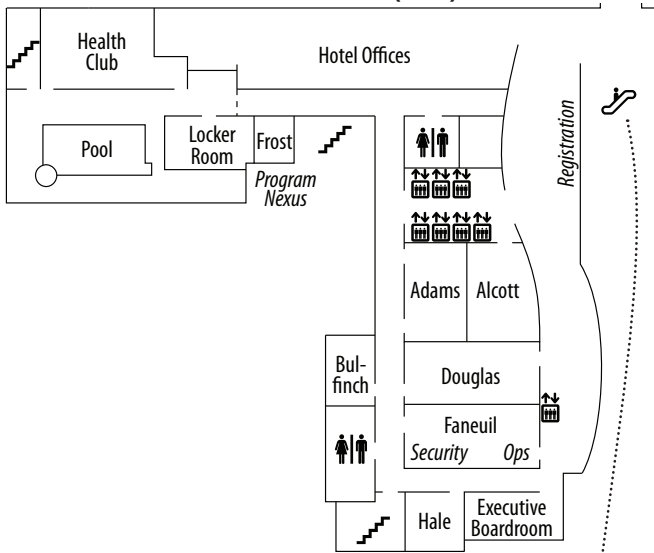 Health
Club
Hotel Offices
Registration
Pool
Locker
Room
Frost
Program
Nexus
Adams
Alcott
Bul-
finch
Douglas
Faneuil
Security Ops
Hale
Executive
Boardroom